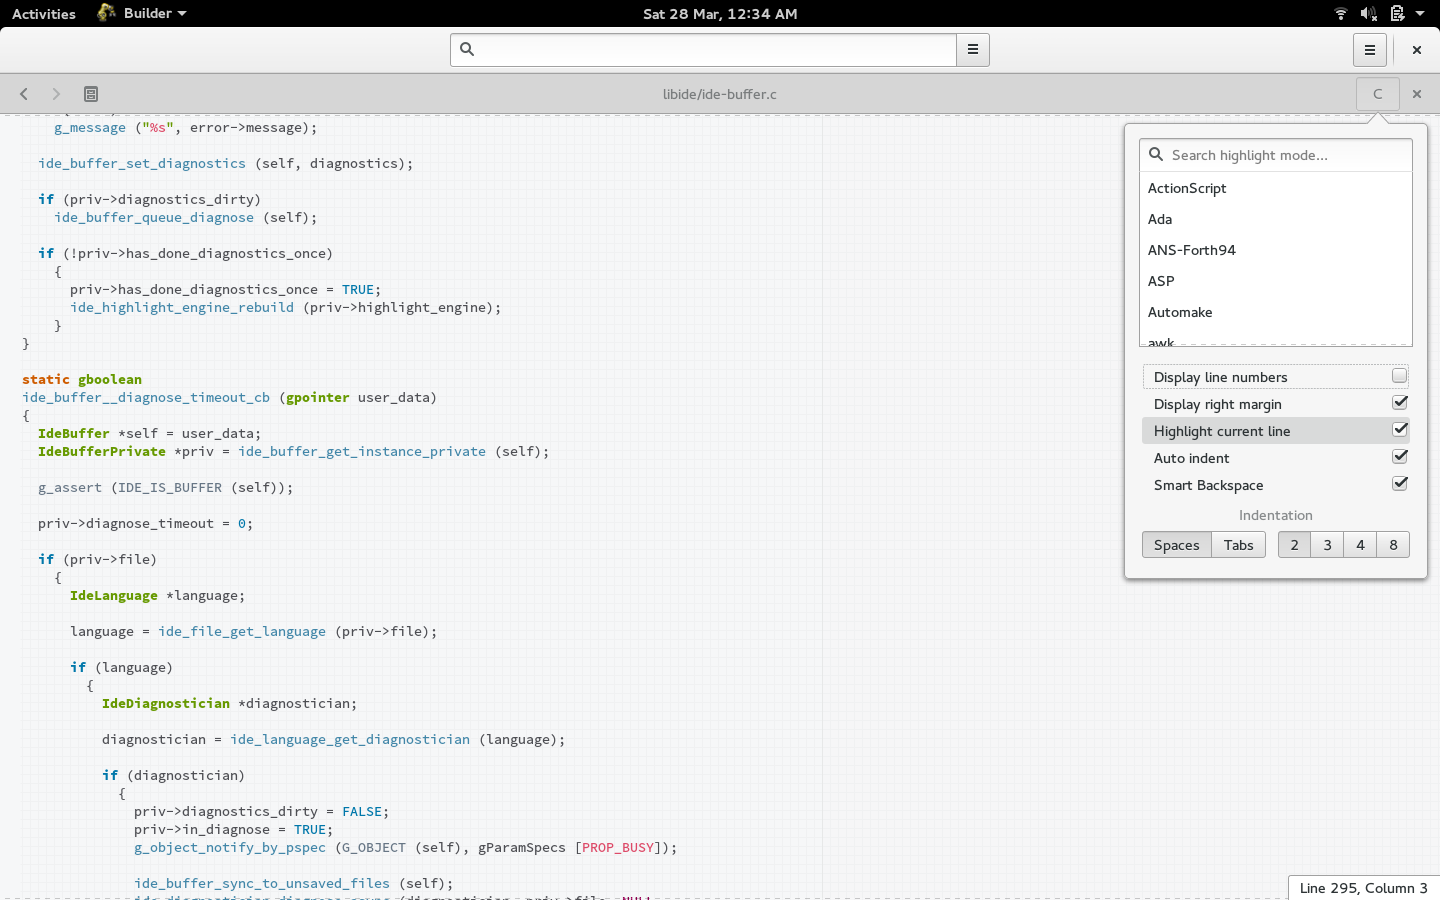 Activities Builder Sat 28 Mar, 12:34 AM
libide/ide-buffer.c C
g_message ("%s", error->message);
ide_buffer_set_diagnostics (self, diagnostics);
if (priv->diagnostics_dirty)
ide_buffer_queue_diagnose (self);
if (!priv->has_done_diagnostics_once)
{
priv->has_done_diagnostics_once = TRUE;
ide_highlight_engine_rebuild (priv->highlight_engine);
}
}
static gboolean
ide_buffer__diagnose_timeout_cb (gpointer user_data)
{
IdeBuffer *self = user_data;
IdeBufferPrivate *priv = ide_buffer_get_instance_private (self);
g_assert (IDE_IS_BUFFER (self));
priv->diagnose_timeout = 0;
if (priv->file)
{
IdeLanguage *language;
language = ide_file_get_language (priv->file);
if (language)
{
IdeDiagnostician *diagnostician;
diagnostician = ide_language_get_diagnostician (language);
if (diagnostician)
{
priv->diagnostics_dirty = FALSE;
priv->in_diagnose = TRUE;
g_object_notify_by_pspec (G_OBJECT (self), gParamSpecs [PROP_BUSY]);
ide_buffer_sync_to_unsaved_files (self);
Search highlight mode...
ActionScript
Ada
ANS-Forth94
ASP
Automake
awk
Display line numbers
Display right margin
Highlight current line
Auto indent
Smart Backspace
Indentation
Spaces Tabs 2 3 4 8
Line 295, Column 3